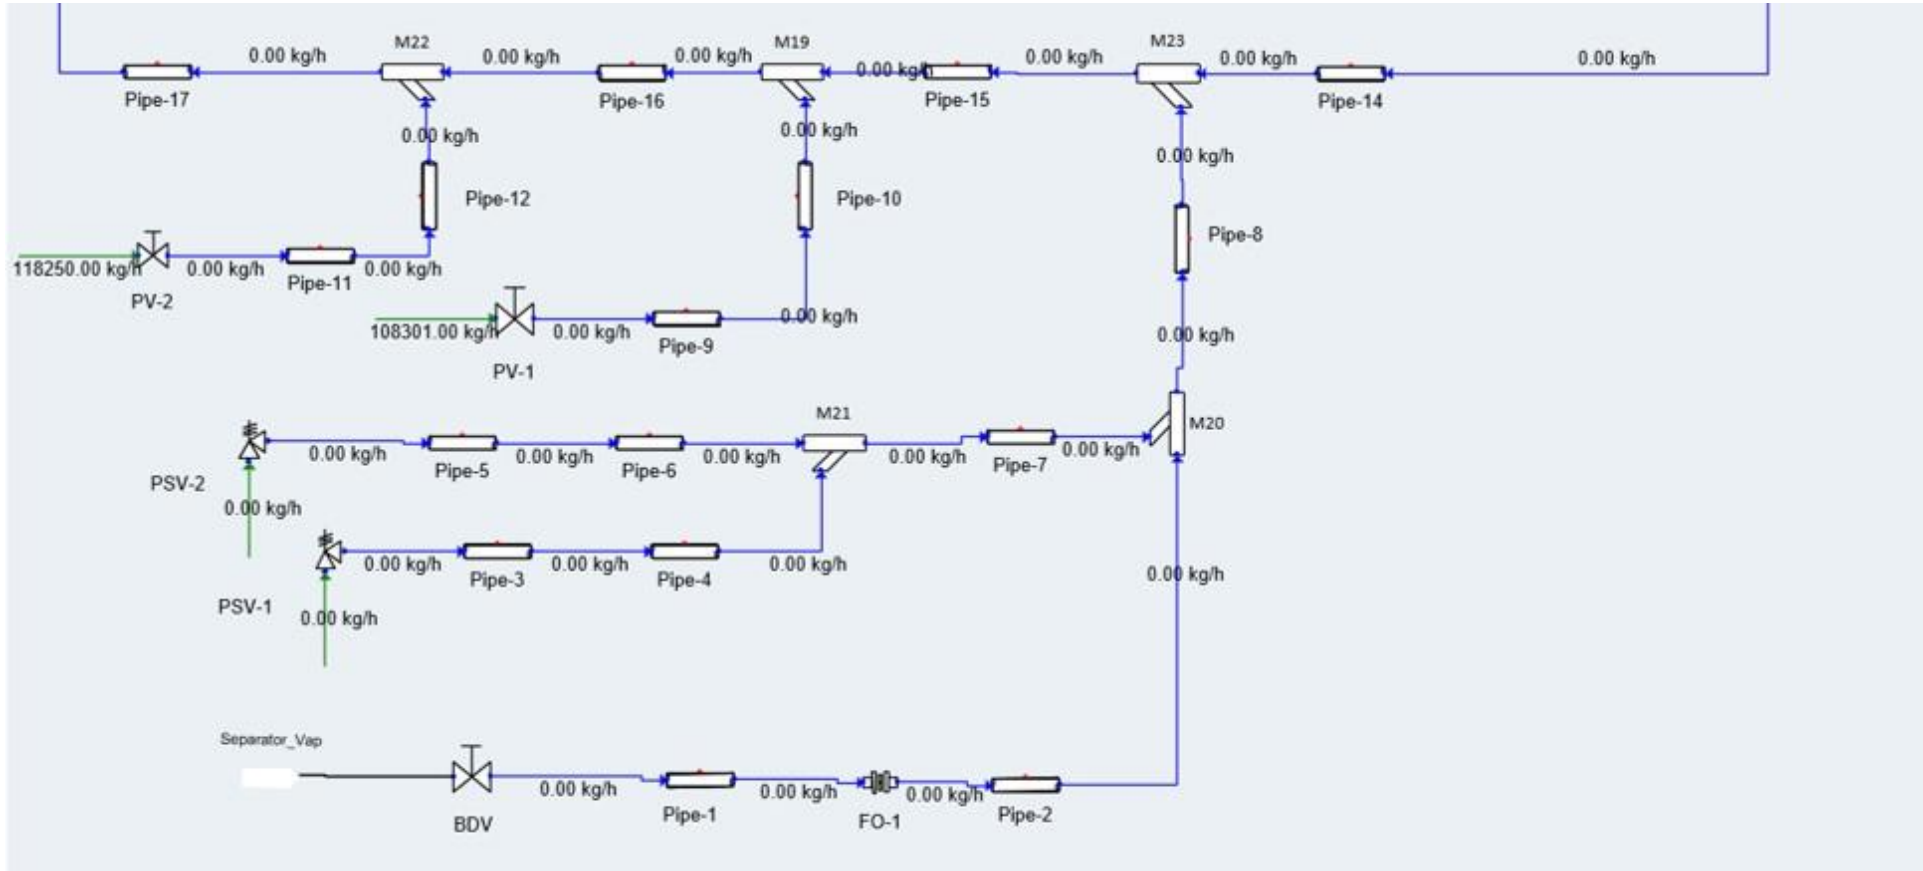 0.00 kg/h
M22
0.00 kg/h
0.00 kg/h
M19
0.00 kg/h
0.00 kg/h
M23
0.00 kg/h
0.00 kg/h
Pipe-17
Pipe-16
Pipe-15
Pipe-14
0.00 kg/h
0.00 kg/h
0.00 kg/h
Pipe-12
Pipe-10
Pipe-8
118250.00 kg/h
0.00 kg/h
Pipe-11
0.00 kg/h
PV-2
108301.00 kg/h
0.00 kg/h
Pipe-9
0.00 kg/h
0.00 kg/h
PV-1
M21
M20
0.00 kg/h
Pipe-5
0.00 kg/h
Pipe-6
0.00 kg/h
0.00 kg/h
Pipe-7
0.00 kg/h
PSV-2
0.00 kg/h
0.00 kg/h
Pipe-3
0.00 kg/h
Pipe-4
0.00 kg/h
0.00 kg/h
PSV-1
0.00 kg/h
Separator_Vap
BDV
0.00 kg/h
Pipe-1
0.00 kg/h
FO-1
0.00 kg/h
Pipe-2